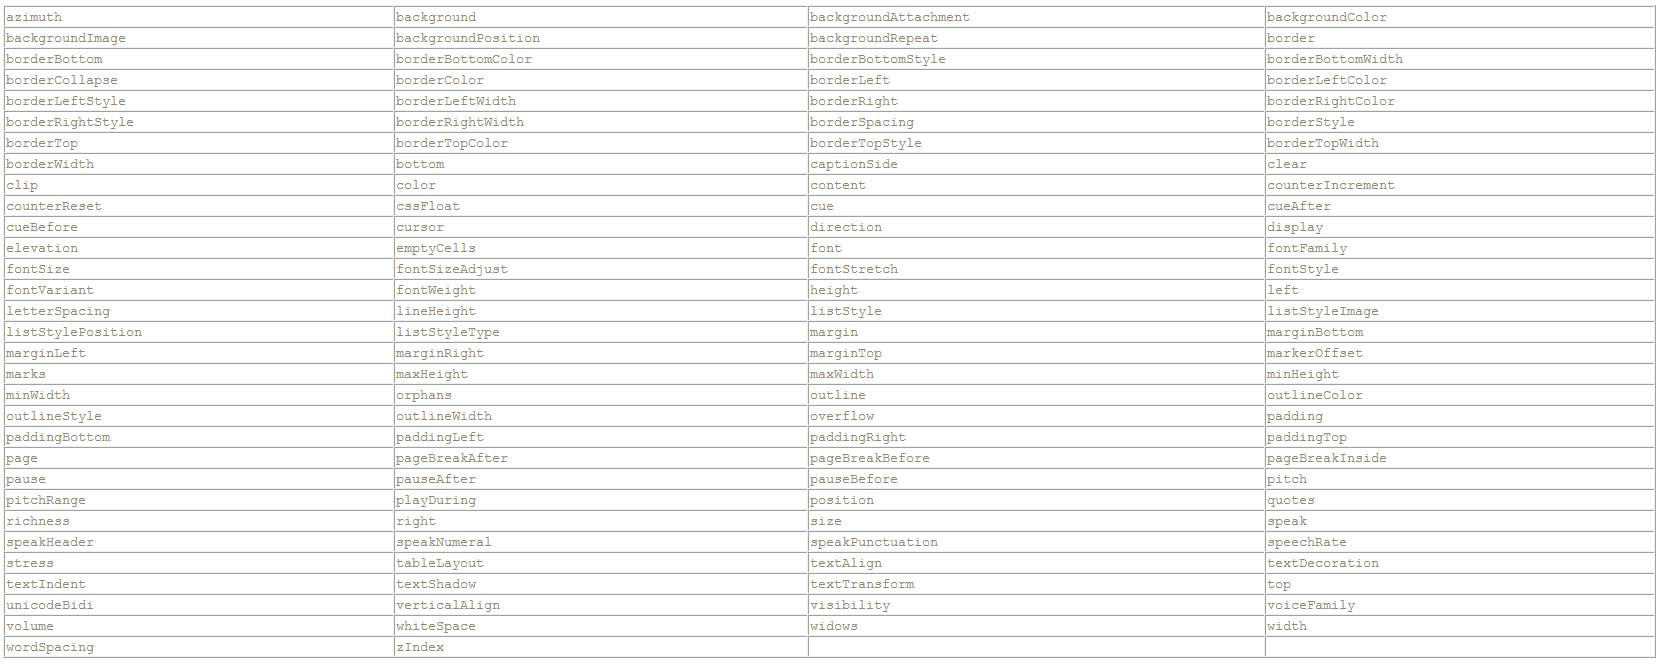 azimuth background backgroundAttachment backgroundColor
backgroundImage backgroundPosition backgroundRepeat border
borderBottom borderBottomColor borderBottomStyle borderBottomWidth
borderCollapse borderColor borderLeft borderLeftColor
borderLeftStyle borderLeftWidth borderRight borderRightColor
borderRightStyle borderRightWidth borderSpacing borderStyle
borderTop borderTopColor borderTopStyle borderTopWidth
borderWidth bottom captionSide clear
clip color content counterIncrement
counterReset cssFloat cue cueAfter
cueBefore cursor direction display
elevation emptyCells font fontFamily
fontSize fontSizeAdjust fontStretch fontStyle
fontVariant fontWeight height left
letterSpacing lineHeight listStyle listStyleImage
listStylePosition listStyleType margin marginBottom
marginLeft marginRight marginTop markerOffset
marks maxHeight maxWidth minHeight
minWidth orphans outline outlineColor
outlineStyle outlineWidth overflow padding
paddingBottom paddingLeft paddingRight paddingTop
page pageBreakAfter pageBreakBefore pageBreakInside
pause pauseAfter pauseBefore pitch
pitchRange playDuring position quotes
richness right size speak
speakHeader speakNumeral speakPunctuation speechRate
stress tableLayout textAlign textDecoration
textIndent textShadow textTransform top
unicodeBidi verticalAlign visibility voiceFamily
volume whiteSpace widows width
wordSpacing zIndex